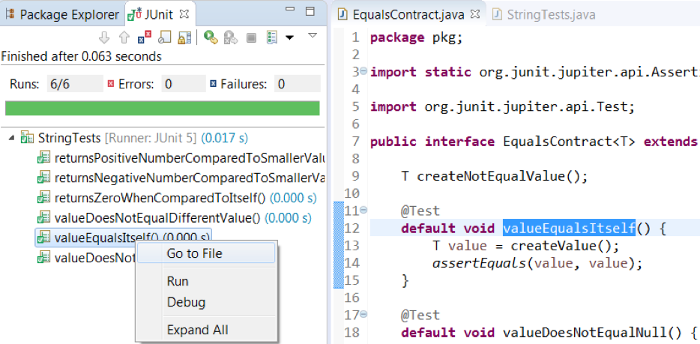 Package Explorer JUnit
Finished after 0.063 seconds
Runs: 6/6 Errors: 0 Failures: 0
StringTests [Runner: JUnit 5] (0.017 s)
returnsPositiveNumberComparedToSmallerValu
returnsNegativeNumberComparedToSmallerValu
returnsZeroWhenComparedToItself() (0.000 s)
valueDoesNotEqualDifferentValue() (0.000 s)
valueEqualsItself() (0.000 s)
valueDoesNot
Go to File
Run
Debug
Expand All
EqualsContract.java StringTests.java
1 package pkg;
2
3 import static org.junit.jupiter.api.Assert
5 import org.junit.jupiter.api.Test;
6
7 public interface EqualsContract<T> extends
8
9 T createNotEqualValue();
10
11 @Test
12 default void valueEqualsItself() {
13 T value = createValue();
14 assertEquals(value, value);
15 }
16
17 @Test
18 default void valueDoesNotEqualNull() {